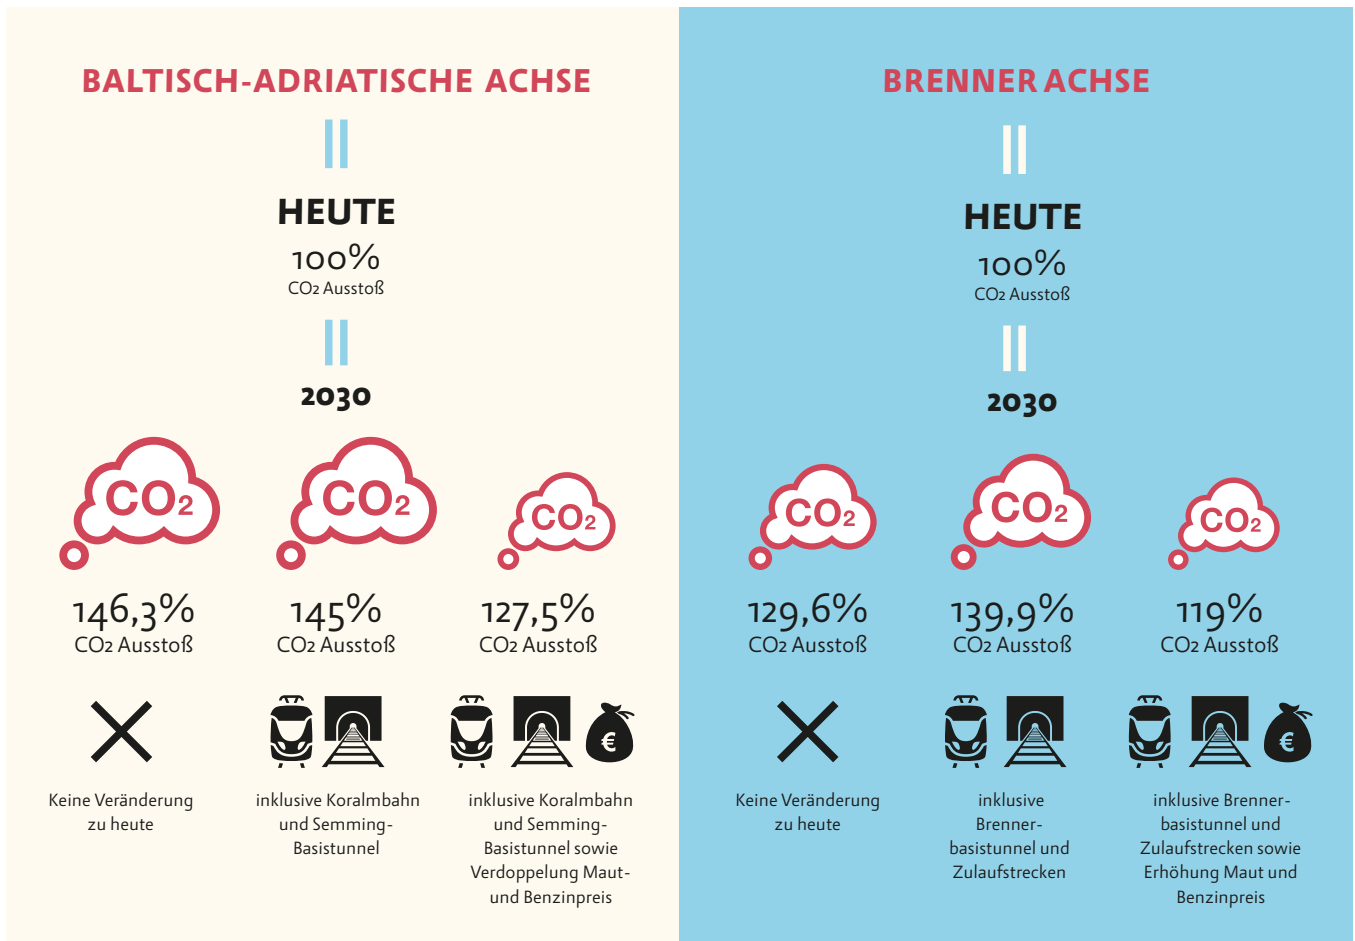 BALTISCH-ADRIATISCHE ACHSE
HEUTE
100%
CO2 Ausstoß
2030
CO2
CO2
CO2
146,3%
CO2 Ausstoß
145%
CO2 Ausstoß
127,5%
CO2 Ausstoß
€
Keine Veränderung
zu heute
inklusive Koralmbahn
und Semming-
Basistunnel
inklusive Koralmbahn
und Semming-
Basistunnel sowie
Verdoppelung Maut-
und Benzinpreis
BRENNER ACHSE
HEUTE
100%
CO2 Ausstoß
2030
CO2
CO2
CO2
129,6%
CO2 Ausstoß
139,9%
CO2 Ausstoß
119%
CO2 Ausstoß
€
Keine Veränderung
zu heute
inklusive
Brenner-
basistunnel und
Zulaufstrecken
inklusive Brenner-
basistunnel und
Zulaufstrecken sowie
Erhöhung Maut und
Benzinpreis